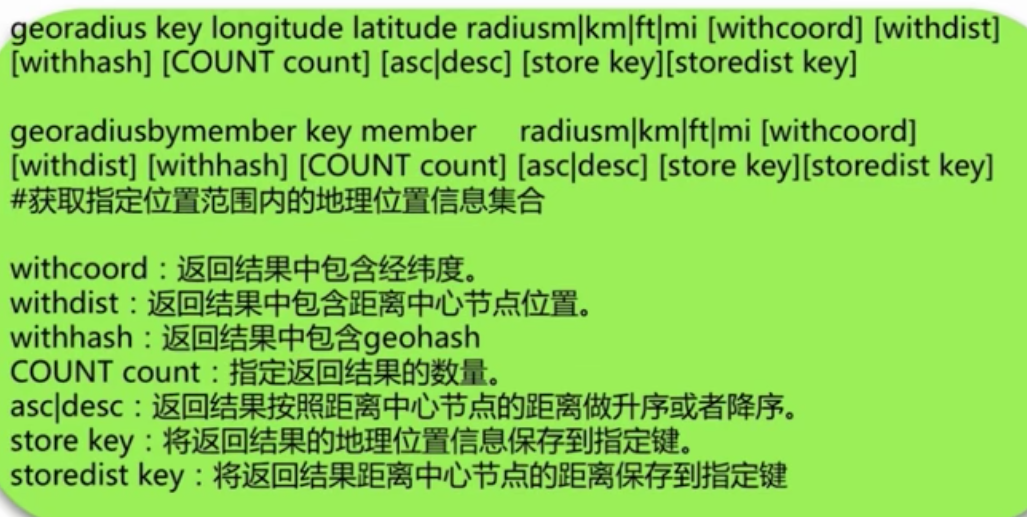 georadius key longitude latitude radiusm|km|ft|mi [withcoord] [withdist]
[withhash] [COUNT count] [asc|desc] [store key][storedist key]
georadiusbymember key member radiusm|km|ft|mi [withcoord]
[withdist] [withhash] [COUNT count] [asc|desc] [store key][storedist key]
#获取指定位置范围内的地理位置信息集合
withcoord：返回结果中包含经纬度。
withdist：返回结果中包含距离中心节点位置。
withhash：返回结果中包含geohash
COUNT count：指定返回结果的数量。
asc|desc：返回结果按照距离中心节点的距离做升序或者降序。
store key：将返回结果的地理位置信息保存到指定键。
storedist key：将返回结果距离中心节点的距离保存到指定键